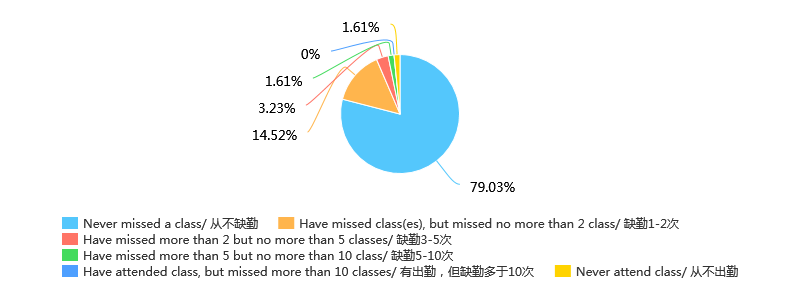 1.61%
0%
1.61%
3.23%
14.52%
79.03%
Never missed a class/ 从不缺勤 Have missed class(es), but missed no more than 2 class/ 缺勤1-2次
Have missed more than 2 but no more than 5 classes/ 缺勤3-5次
Have missed more than 5 but no more than 10 class/ 缺勤5-10次
Have attended class, but missed more than 10 classes/ 有出勤，但缺勤多于10次 Never attend class/ 从不出勤